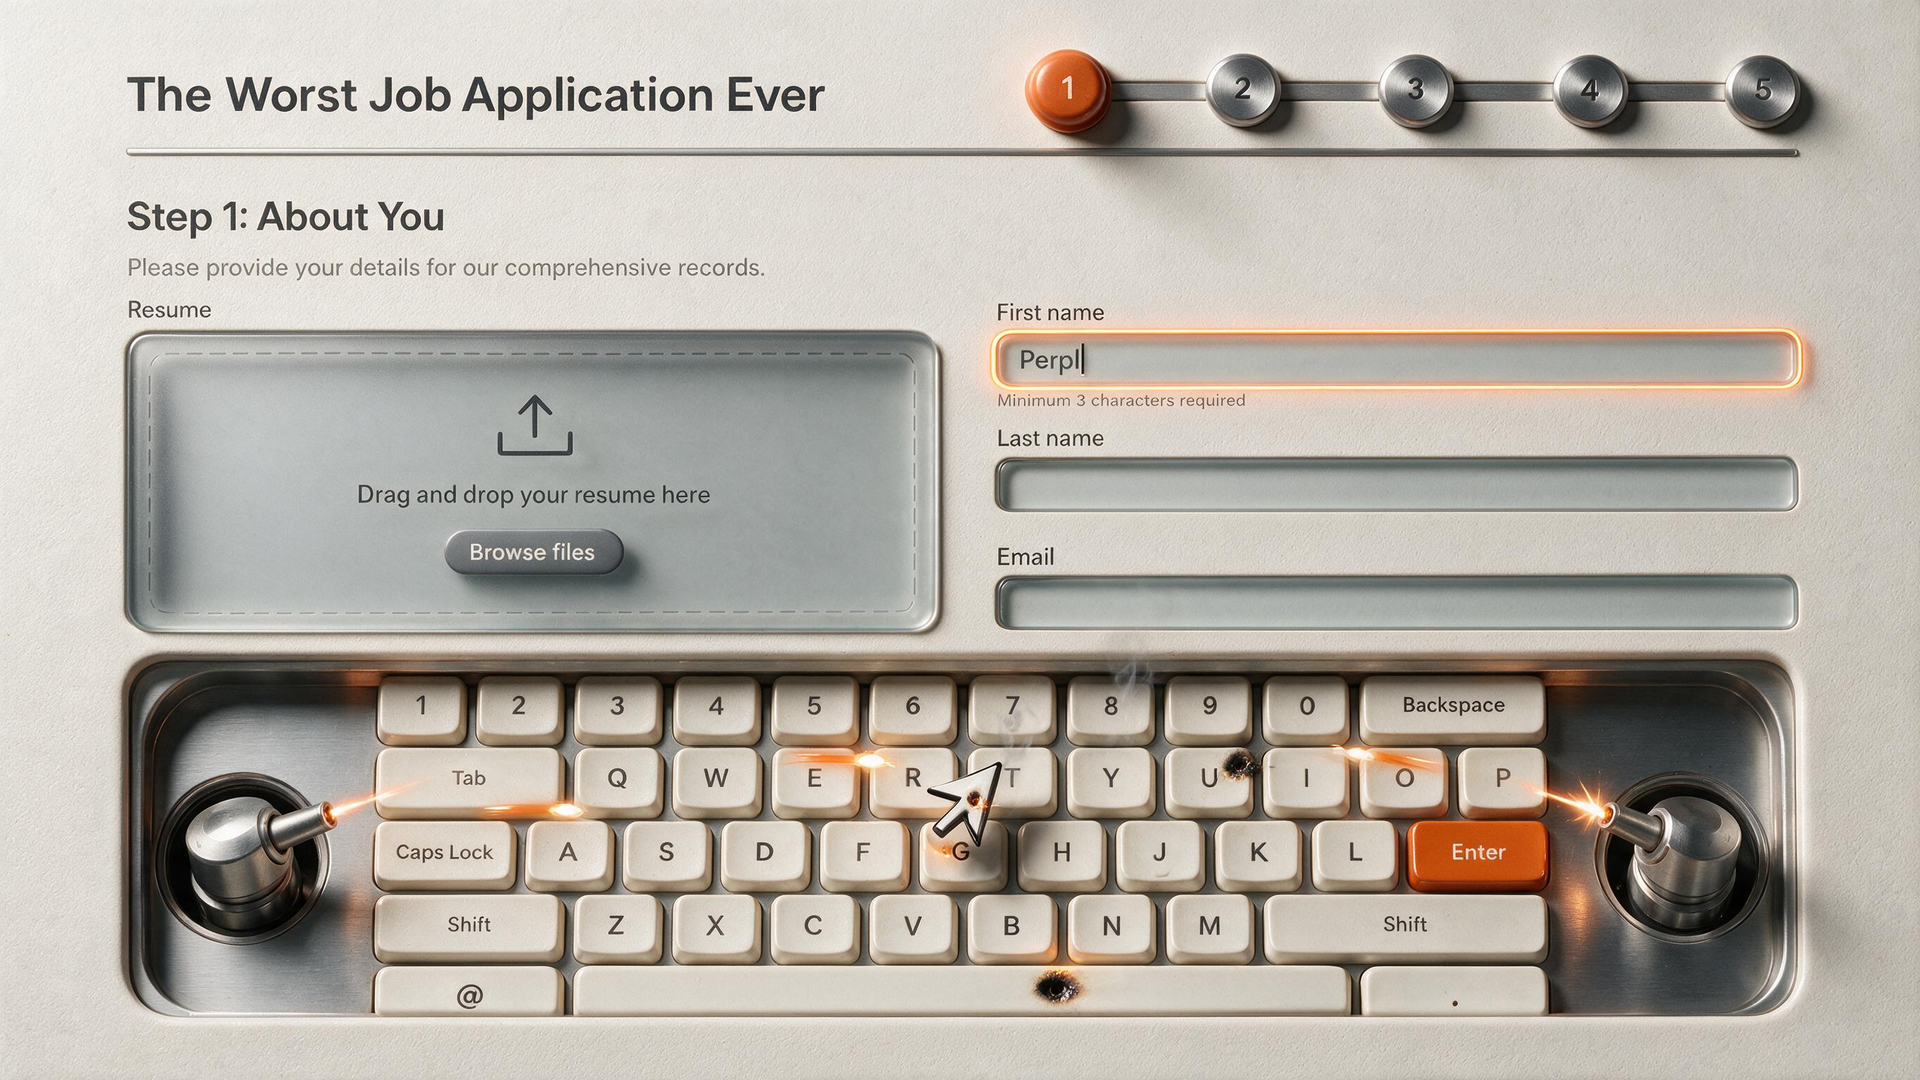 The Worst Job Application Ever
1 2 3 4 5
Step 1: About You
Please provide your details for our comprehensive records.
Resume
Drag and drop your resume here
Browse files
First name
Perpl
Minimum 3 characters required
Last name
Email
1 2 3 4 5 6 7 8 9 0 Backspace
Tab Q W E R T Y U I O P
Caps Lock A S D F G H J K L Enter
Shift Z X C V B N M Shift
@ .